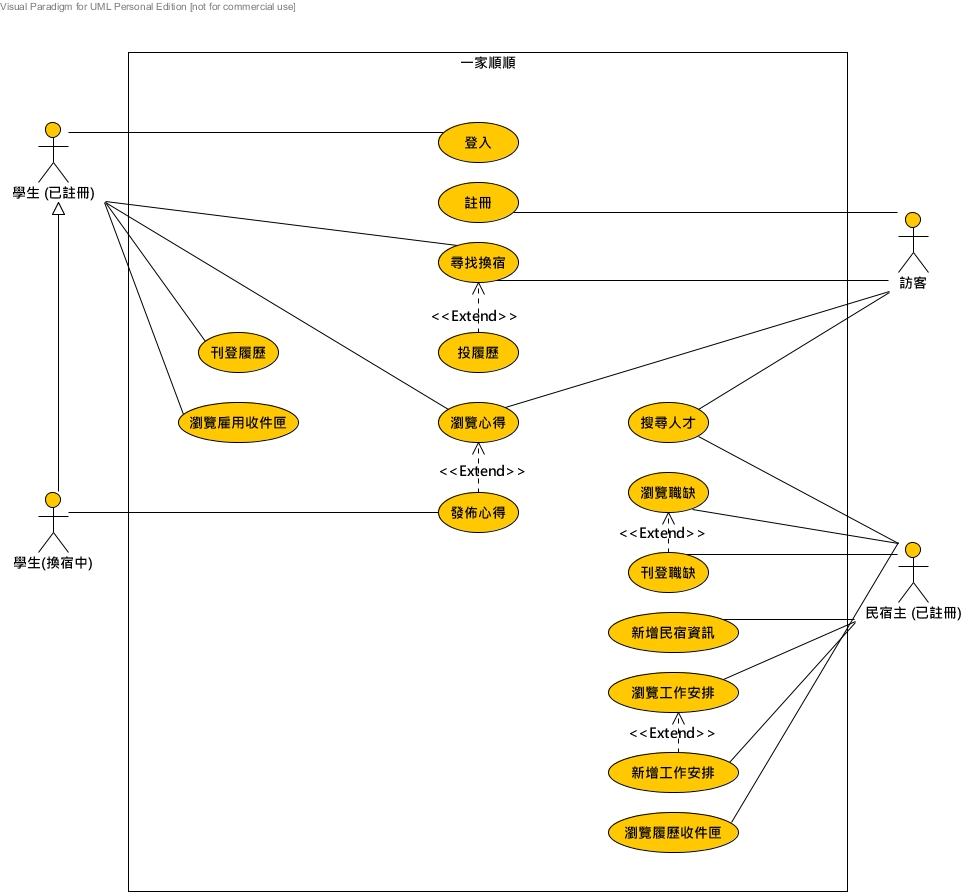 Visual Paradigm for UML Personal Edition [not for commercial use]
一家順順
登入
學生 (已註冊)
註冊
尋找換宿
訪客
<<Extend>>
刊登履歷
投履歷
瀏覽雇用收件匣
瀏覽心得
搜尋人才
<<Extend>>
瀏覽職缺
發佈心得
<<Extend>>
學生(換宿中)
刊登職缺
民宿主 (已註冊)
新增民宿資訊
瀏覽工作安排
<<Extend>>
新增工作安排
瀏覽履歷收件匣